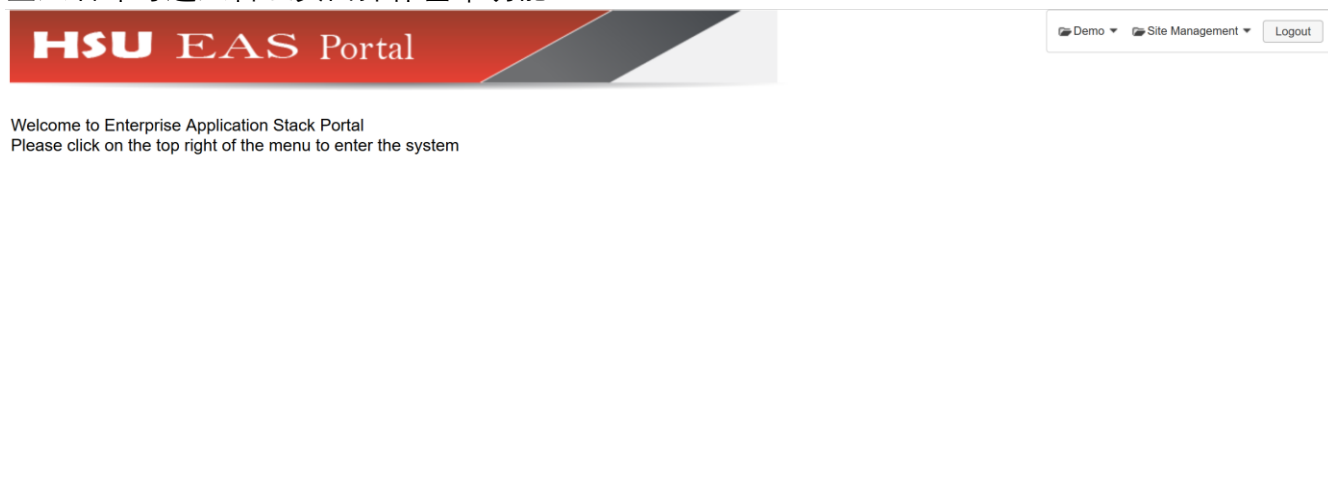 HSU EAS Portal
Demo Site Management Logout
Welcome to Enterprise Application Stack Portal
Please click on the top right of the menu to enter the system